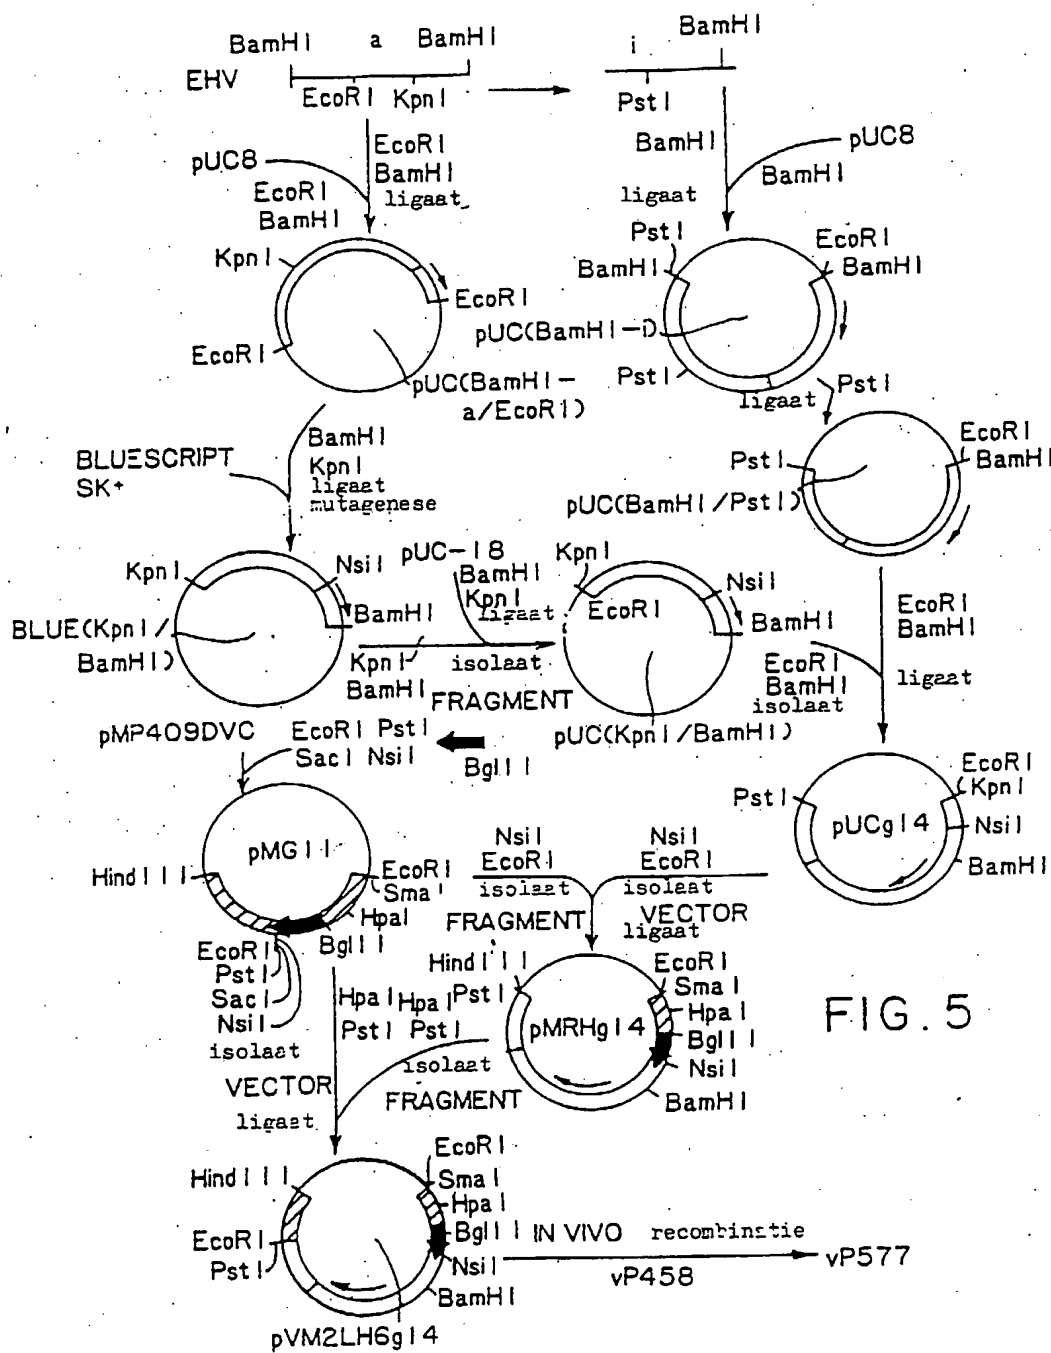 BamHI a BamHI
EHV
EcoRI KpnI
i BamHI
PstI
EcoRI
BamHI
ligaat
pUC8
EcoRI
BamHI
BamHI
pUC8
BamHI
ligaat
KpnI
EcoRI
EcoRI
pUC(BamHI-
a/EcoRI)
PstI
BamHI
EcoRI
BamHI
pUC(BamHI-i)
PstI
ligaat
PstI
BamHI
KpnI
ligaat
mutagenese
BLUESCRIPT
SK+
PstI
EcoRI
BamHI
pUC(BamHI/PstI)
KpnI
NsiI
BamHI
BLUE(KpnI/
BamHI)
pUC-18
BamHI
KpnI
ligaat
KpnI
BamHI
isolaat
FRAGMENT
KpnI
EcoRI
NsiI
BamHI
pUC(KpnI/BamHI)
EcoRI
BamHI
ligaat
EcoRI
BamHI
isolaat
pMP409DVC
EcoRI PstI
SacI NsiI
BglII
pMG11
HindIII
EcoRI
SmaI
HpaI
BglII
EcoRI
PstI
SacI
NsiI
isolaat
VECTOR
ligaat
NsiI
EcoRI
isolaat
FRAGMENT
NsiI
EcoRI
isolaat
VECTOR
ligaat
PstI
EcoRI
KpnI
NsiI
BamHI
pUCg14
HpaI
PstI
HpaI
PstI
isolaat
FRAGMENT
HindIII
PstI
EcoRI
SmaI
HpaI
BglII
NsiI
BamHI
pMRHg14
FIG. 5
HindIII
EcoRI
PstI
EcoRI
SmaI
HpaI
BglII
NsiI
BamHI
pVM2LH6g14
IN VIVO recombinatie
vP458
vP577